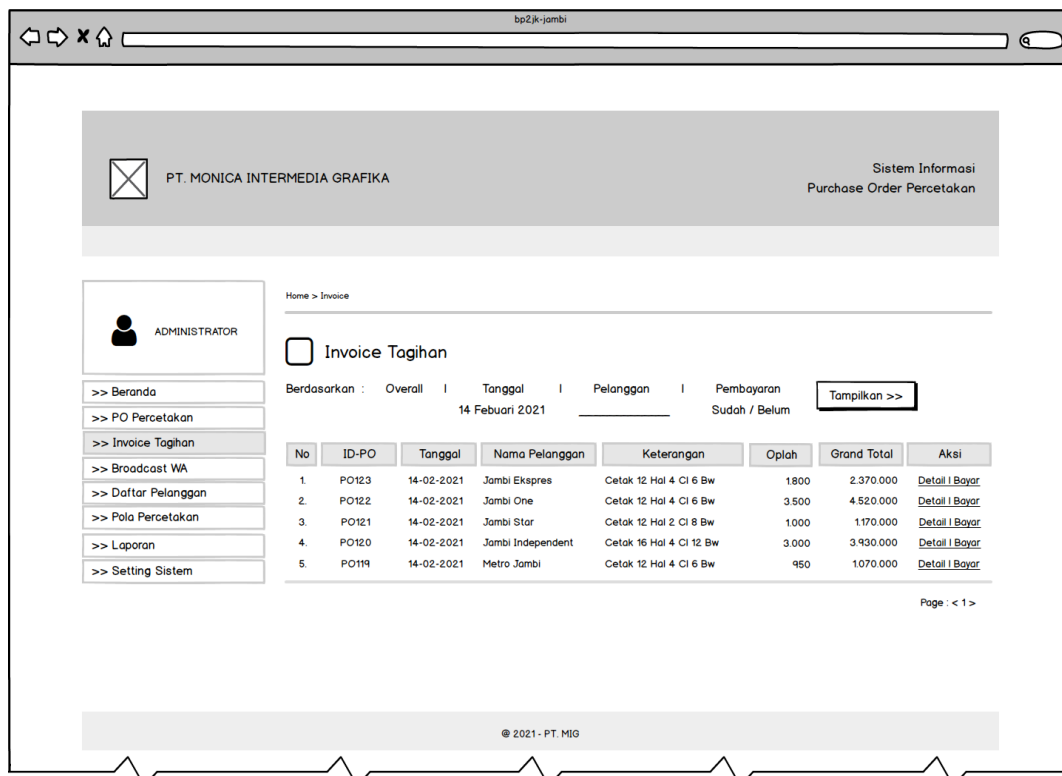 bp2jk-jambi
PT. MONICA INTERMEDIA GRAFIKA
Sistem Informasi
Purchase Order Percetakan
ADMINISTRATOR
>> Beranda
>> PO Percetakan
>> Invoice Tagihan
>> Broadcast WA
>> Daftar Pelanggan
>> Pola Percetakan
>> Laporan
>> Setting Sistem
Home > Invoice
Invoice Tagihan
Berdasarkan : Overall | Tanggal | Pelanggan | Pembayaran
14 Febuari 2021 Sudah / Belum
Tampilkan >>
No ID-PO Tanggal Nama Pelanggan Keterangan Oplah Grand Total Aksi
1. PO123 14-02-2021 Jambi Ekspres Cetak 12 Hal 4 Cl 6 Bw 1.800 2.370.000 Detail | Bayar
2. PO122 14-02-2021 Jambi One Cetak 12 Hal 4 Cl 6 Bw 3.500 4.520.000 Detail | Bayar
3. PO121 14-02-2021 Jambi Star Cetak 12 Hal 2 Cl 8 Bw 1.000 1.170.000 Detail | Bayar
4. PO120 14-02-2021 Jambi Independent Cetak 16 Hal 4 Cl 12 Bw 3.000 3.930.000 Detail | Bayar
5. PO119 14-02-2021 Metro Jambi Cetak 12 Hal 4 Cl 6 Bw 950 1.070.000 Detail | Bayar
Page : < 1 >
@ 2021 - PT. MIG